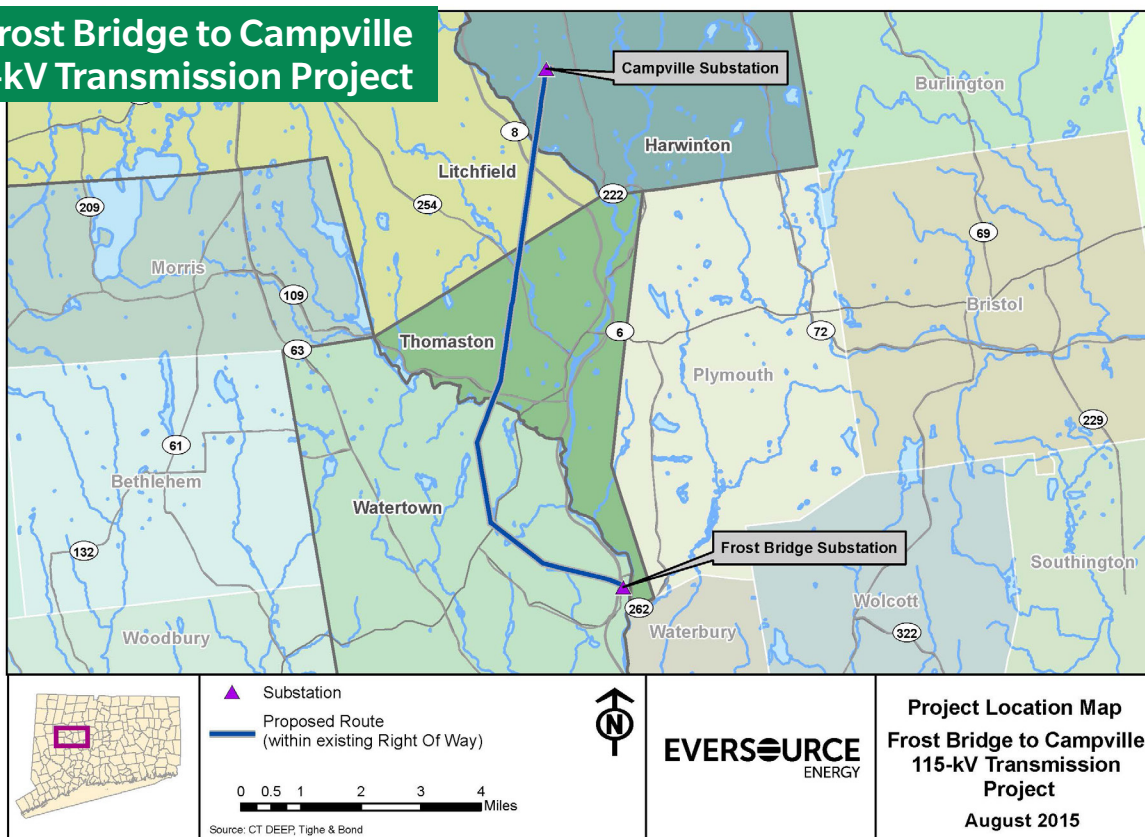 rost Bridge to Campville
-kV Transmission Project
Campville Substation
Burlington
8
Harwinton
Litchfield
222
209
254
69
Morris
109
Bristol
6
72
Thomaston
63
Plymouth
229
61
Bethlehem
Watertown
Frost Bridge Substation
132
Southington
262
Wolcott
Woodbury
Waterbury
322
Substation
Proposed Route
(within existing Right Of Way)
N
0 0.5 1 2 3 4
Miles
Source: CT DEEP, Tighe & Bond
EVERSOURCE
ENERGY
Project Location Map
Frost Bridge to Campville
115-kV Transmission
Project
August 2015